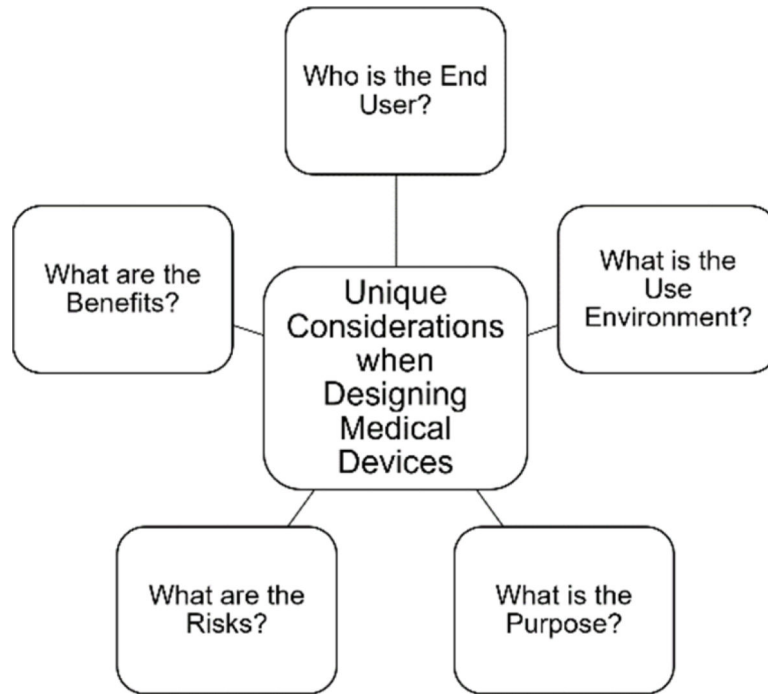 Who is the End
User?
What are the
Benefits?
What is the
Use
Environment?
Unique
Considerations
when
Designing
Medical
Devices
What are the
Risks?
What is the
Purpose?